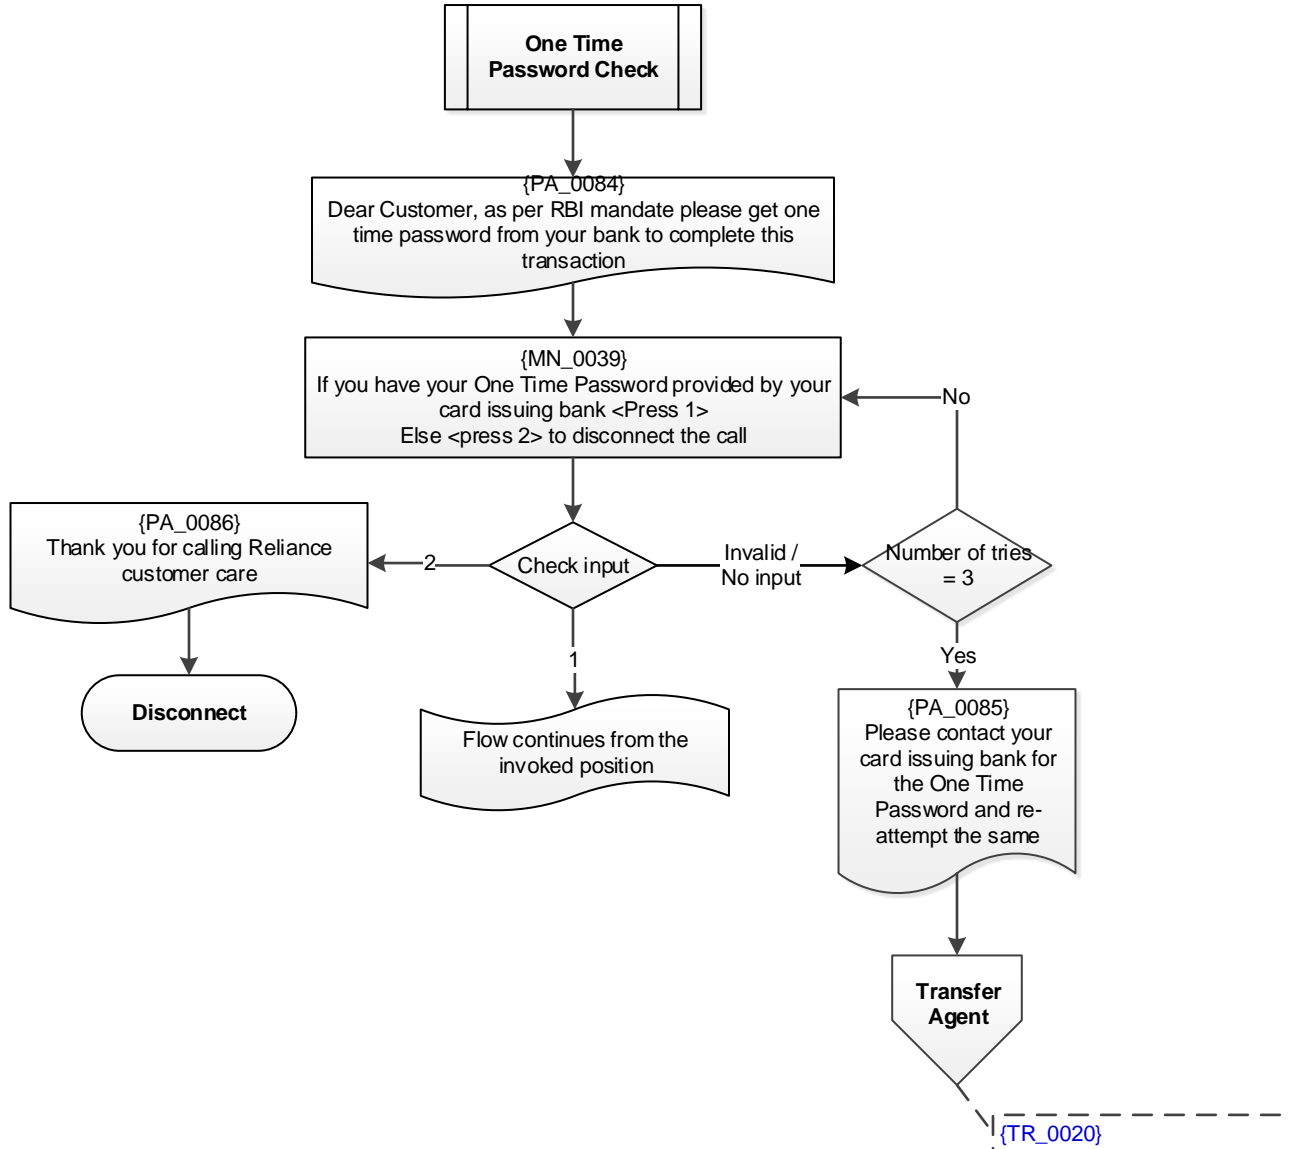 One Time
Password Check
{PA_0084}
Dear Customer, as per RBI mandate please get one
time password from your bank to complete this
transaction
{MN_0039}
If you have your One Time Password provided by your
card issuing bank <Press 1>
Else <press 2> to disconnect the call
No
{PA_0086}
Thank you for calling Reliance
customer care
2
Check input
Invalid /
No input
Number of tries
= 3
1
Yes
Disconnect
Flow continues from the
invoked position
{PA_0085}
Please contact your
card issuing bank for
the One Time
Password and re-
attempt the same
Transfer
Agent
{TR_0020}